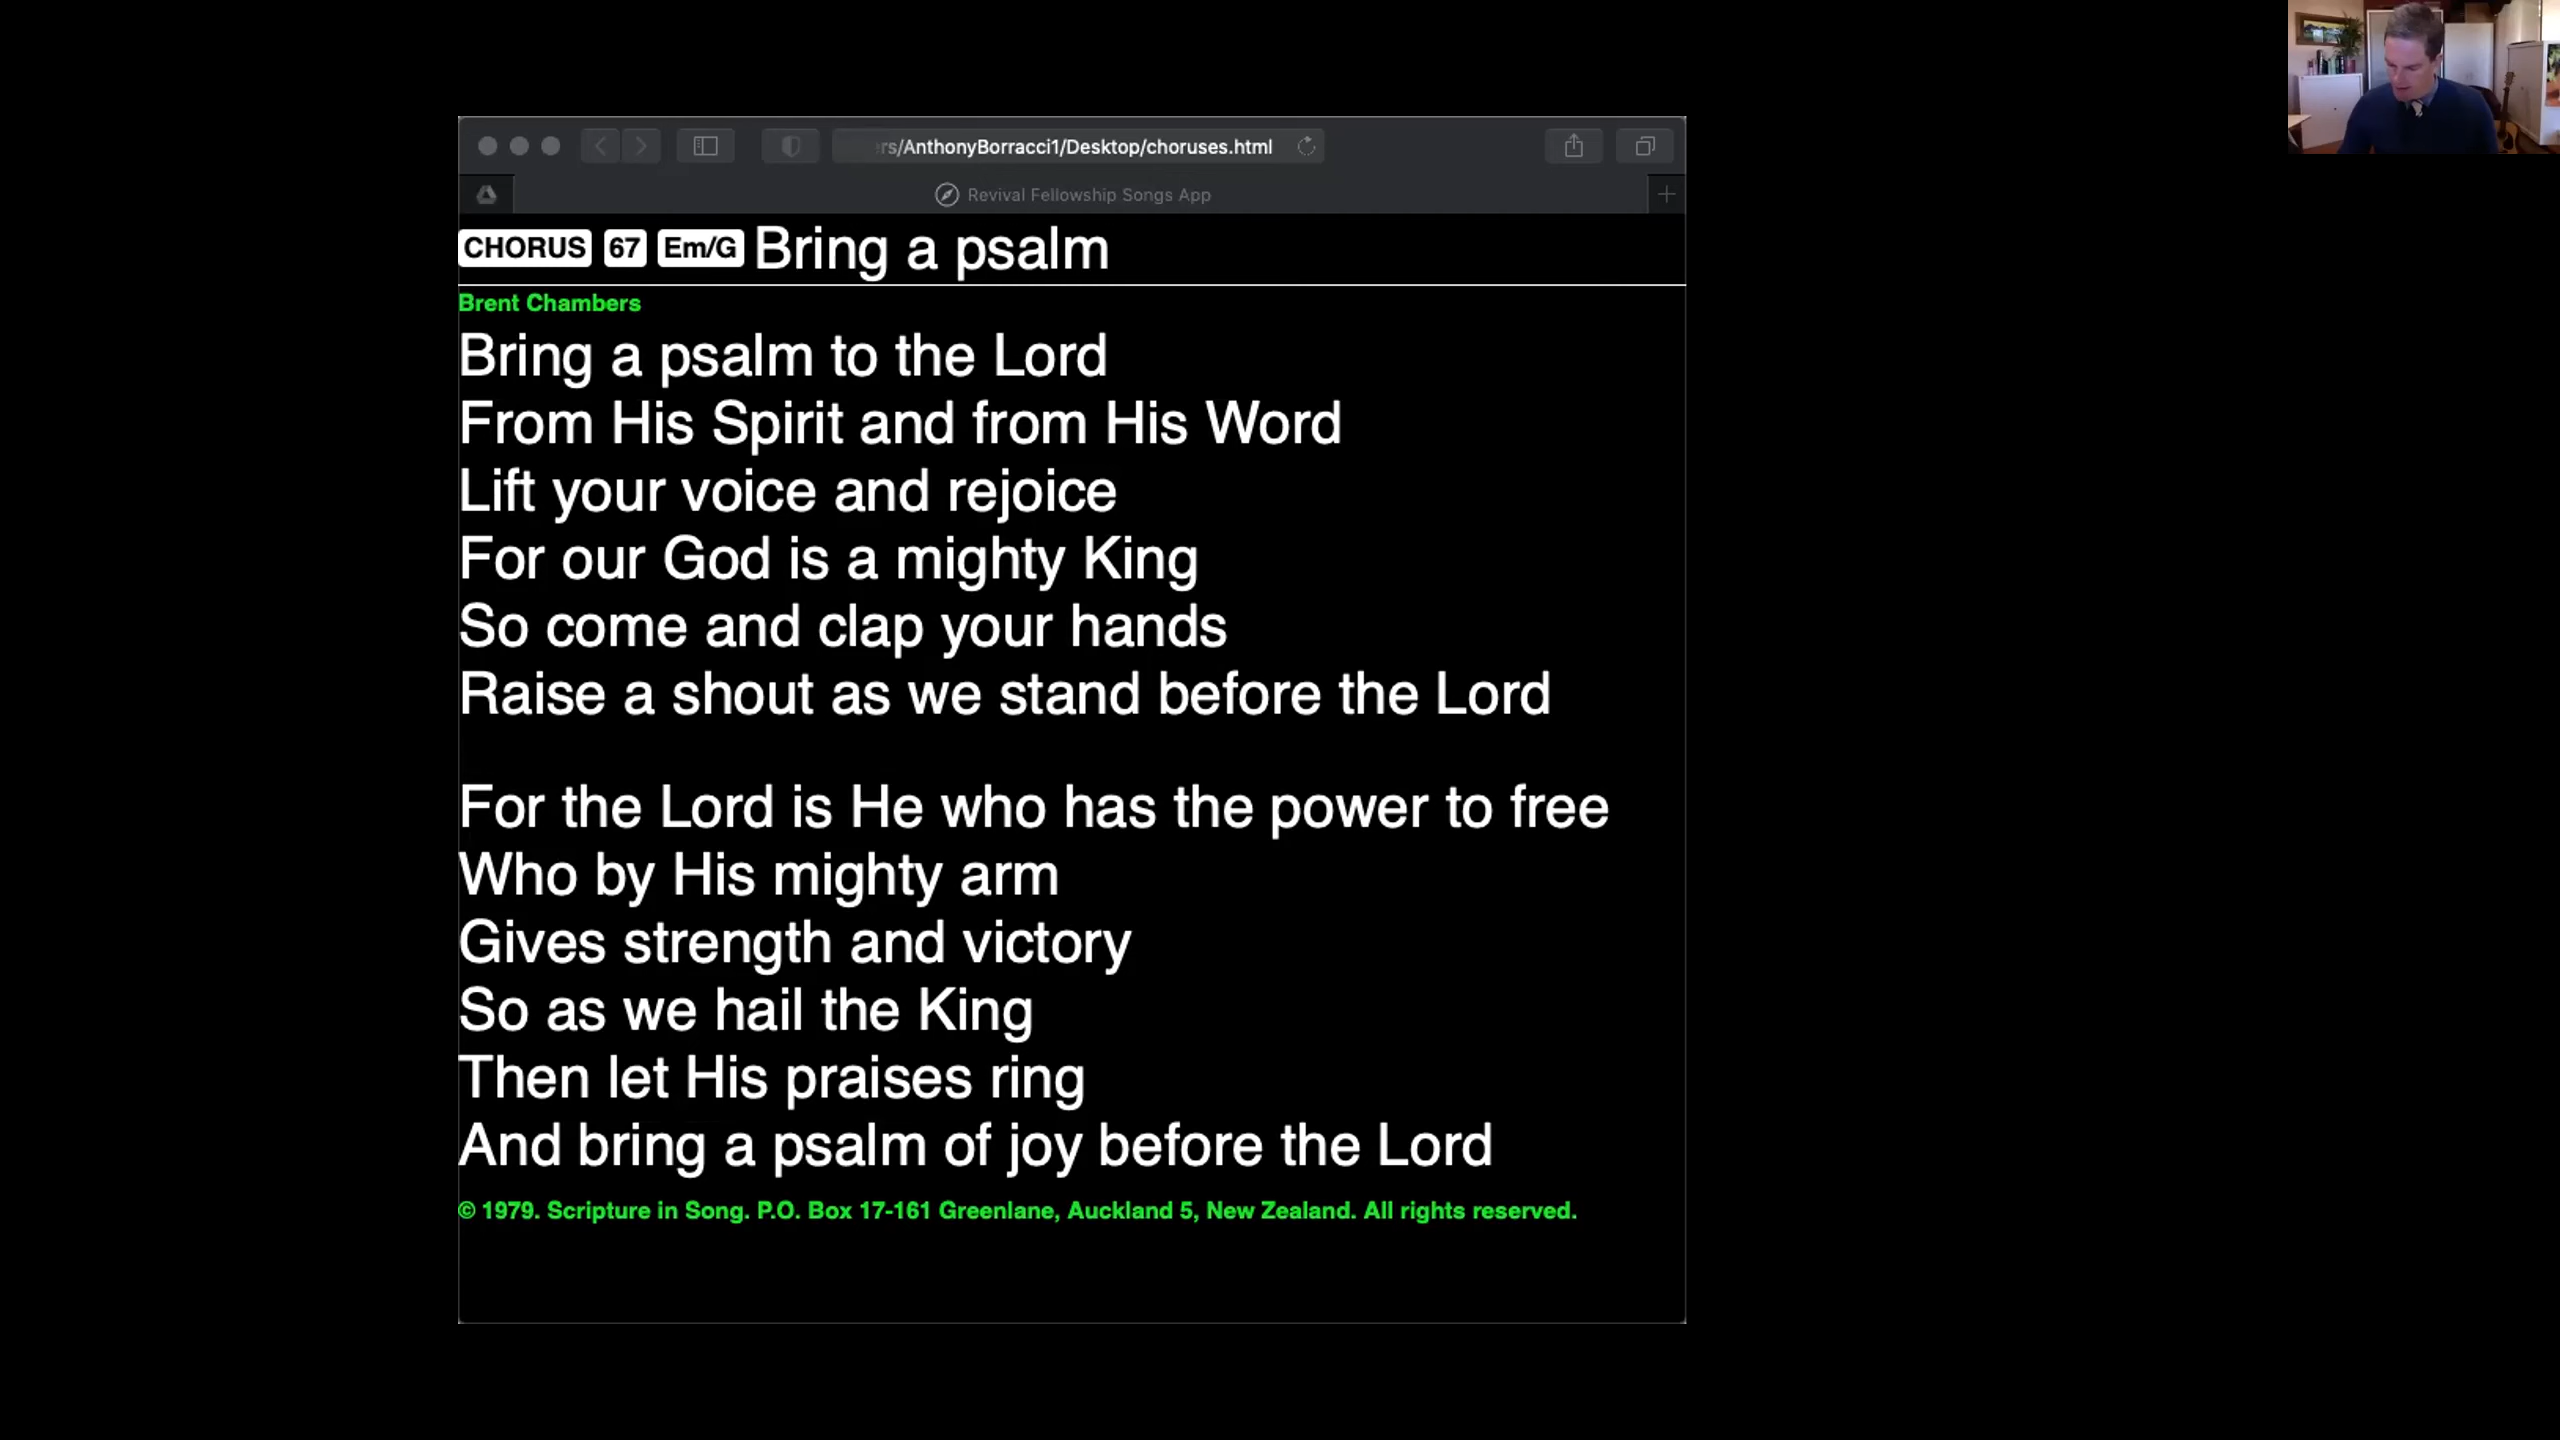 rs/AnthonyBorracci1/Desktop/choruses.html
Revival Fellowship Songs App
CHORUS 67 Em/G Bring a psalm
Brent Chambers
Bring a psalm to the Lord
From His Spirit and from His Word
Lift your voice and rejoice
For our God is a mighty King
So come and clap your hands
Raise a shout as we stand before the Lord
For the Lord is He who has the power to free
Who by His mighty arm
Gives strength and victory
So as we hail the King
Then let His praises ring
And bring a psalm of joy before the Lord
© 1979. Scripture in Song. P.O. Box 17-161 Greenlane, Auckland 5, New Zealand. All rights reserved.